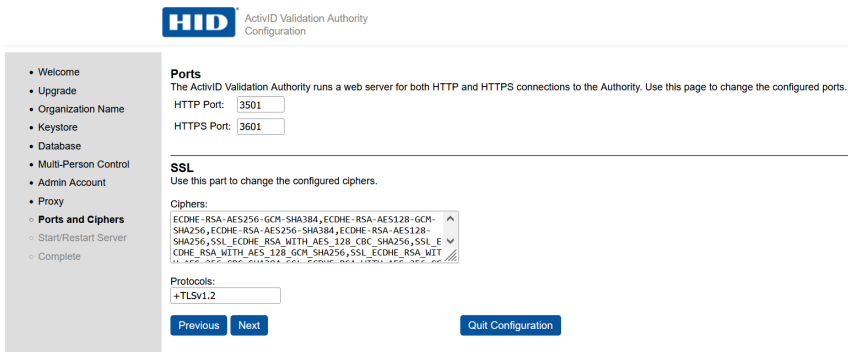 HID
ActivID Validation Authority
Configuration
Welcome
Upgrade
Organization Name
Keystore
Database
Multi-Person Control
Admin Account
Proxy
Ports and Ciphers
Start/Restart Server
Complete
Ports
The ActivID Validation Authority runs a web server for both HTTP and HTTPS connections to the Authority. Use this page to change the configured ports.
HTTP Port: 3501
HTTPS Port: 3601
SSL
Use this part to change the configured ciphers.
Ciphers:
ECDHE-RSA-AES256-GCM-SHA384,ECDHE-RSA-AES128-GCM-
SHA256,ECDHE-RSA-AES256-SHA384,ECDHE-RSA-AES128-
SHA256,SSL_ECDHE_RSA_WITH_AES_128_CBC_SHA256,SSL_E
CDHE_RSA_WITH_AES_128_GCM_SHA256,SSL_ECDHE_RSA_WIT
Protocols:
+TLSv1.2
Previous Next Quit Configuration